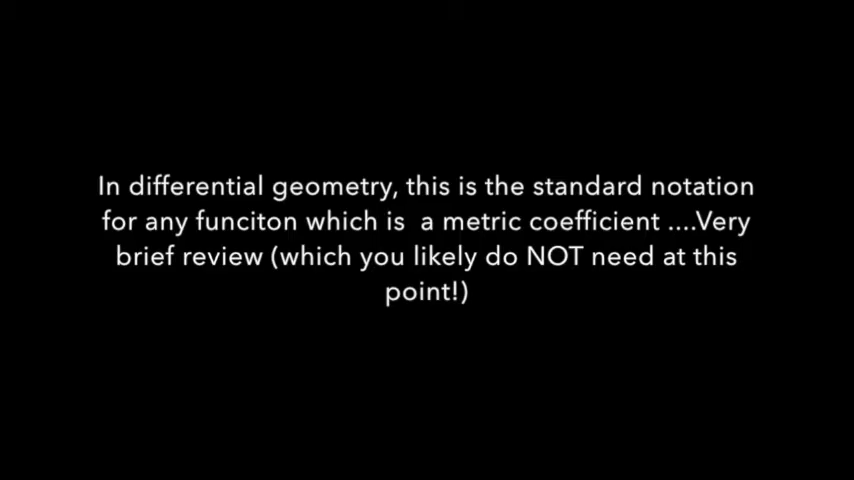 In differential geometry, this is the standard notation
for any funciton which is  a metric coefficient ....Very
brief review (which you likely do NOT need at this
point!)